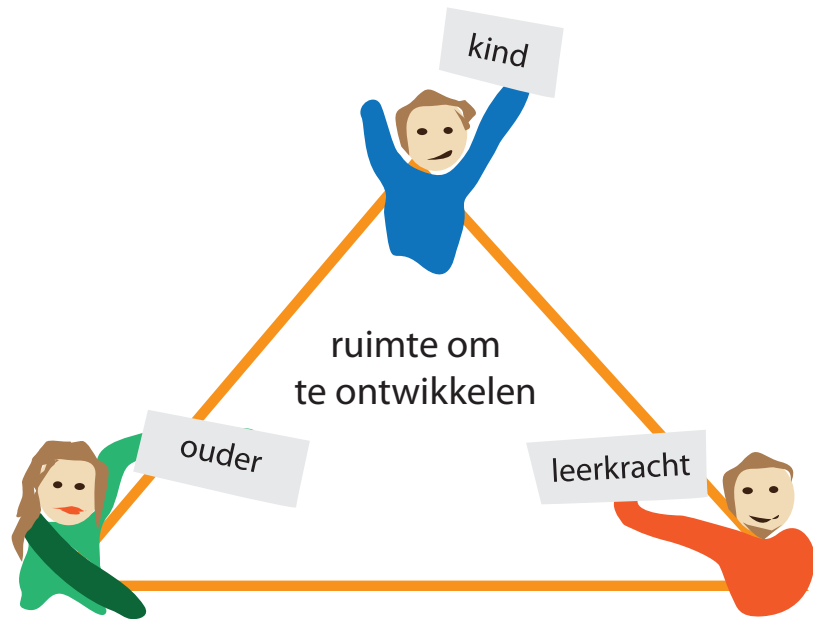 kind
ruimte om
te ontwikkelen
ouder
leerkracht